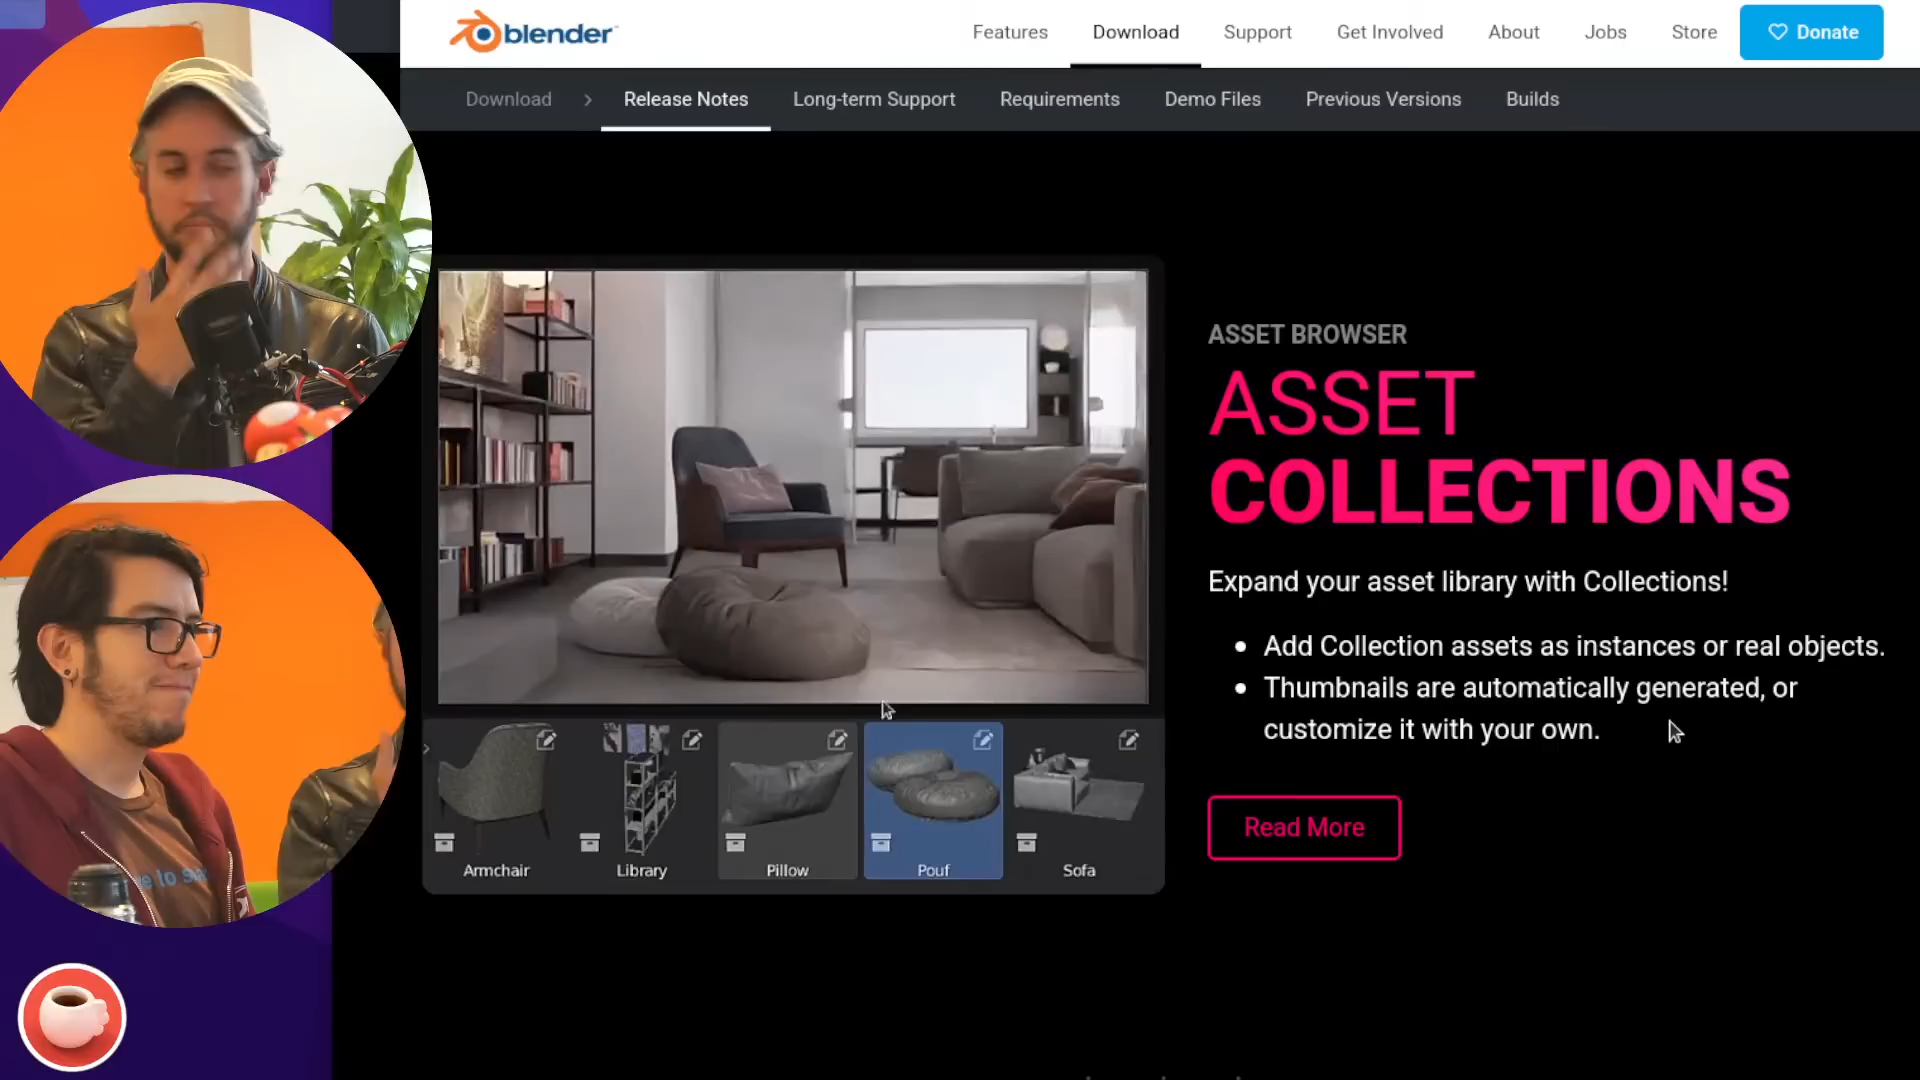 blender
Features
Download
Support
Get Involved
About
Jobs
Store
Donate
Download
Release Notes
Long-term Support
Requirements
Demo Files
Previous Versions
Builds
ASSET BROWSER
ASSET
COLLECTIONS
Expand your asset library with Collections!
Add Collection assets as instances or real objects.
Thumbnails are automatically generated, or
customize it with your own.
Read More
Armchair
Library
Pillow
Pouf
Sofa